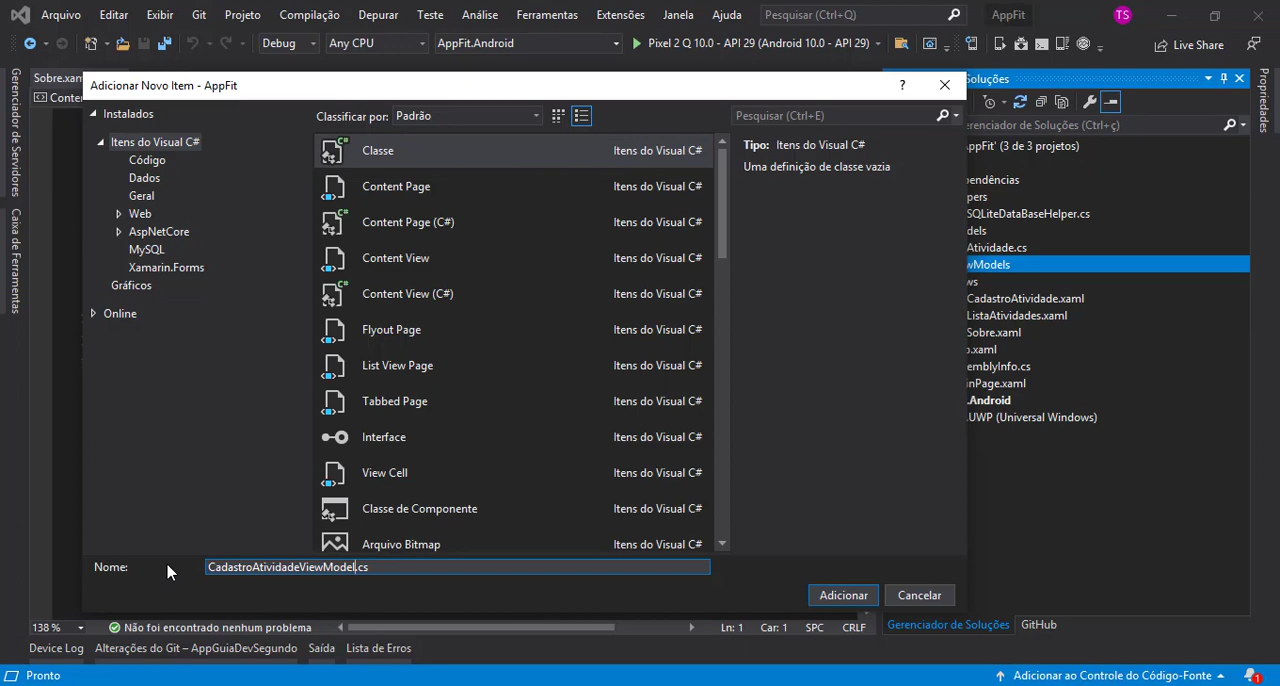 Arquivo Editar Exibir Git Projeto Compilação Depurar Teste Análise Ferramentas Extensões Janela Ajuda Pesquisar (Ctrl+Q) AppFit TS
Debug Any CPU AppFit.Android Pixel 2 Q 10.0 - API 29 (Android 10.0 - API 29) Live Share
Sobre.xam
Conten
Gerenciador de Servidores
Caixa de Ferramentas
Adicionar Novo Item - AppFit ?
Instalados
Itens do Visual C#
Código
Dados
Geral
Web
AspNetCore
MySQL
Xamarin.Forms
Gráficos
Online
Classificar por: Padrão
Classe Itens do Visual C#
Content Page Itens do Visual C#
Content Page (C#) Itens do Visual C#
Content View Itens do Visual C#
Content View (C#) Itens do Visual C#
Flyout Page Itens do Visual C#
List View Page Itens do Visual C#
Tabbed Page Itens do Visual C#
Interface Itens do Visual C#
View Cell Itens do Visual C#
Classe de Componente Itens do Visual C#
Arquivo Bitmap Itens do Visual C#
Pesquisar (Ctrl+E)
Tipo: Itens do Visual C#
Uma definição de classe vazia
Nome: CadastroAtividadeViewModel.cs
Adicionar Cancelar
Soluções
erenciador de Soluções (Ctrl+ç)
AppFit' (3 de 3 projetos)
pendências
pers
SQLiteDataBaseHelper.cs
dels
Atividade.cs
wModels
ws
CadastroAtividade.xaml
ListaAtividades.xaml
Sobre.xaml
p.xaml
emblyInfo.cs
inPage.xaml
.Android
.UWP (Universal Windows)
Propriedades
Gerenciador de Soluções GitHub
138 % Não foi encontrado nenhum problema Ln: 1 Car: 1 SPC CRLF
Device Log Alterações do Git – AppGuiaDevSegundo Saída Lista de Erros
Pronto Adicionar ao Controle do Código-Fonte 1